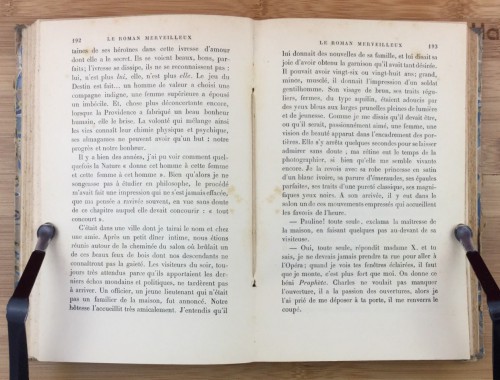 192
LE ROMAN MERVEILLEUX
taines de ses héroïnes dans cette ivresse d'amour
dont elle a le secret. Ils se voient beaux, bons, par-
faits; l'ivresse se dissipe, ils ne se reconnaissent pas :
lui, n'est plus lui, elle, n'est plus elle. Le jeu du
Destin est fait... un homme de valeur a choisi une
compagne indigne, une femme supérieure a épousé
un imbécile. Et, chose plus déconcertante encore,
lorsque la Providence a fabriqué un beau bonheur
humain, elle le brise. La volonté qui mélange ainsi
les vies connaît leur chimie physique et psychique,
ses élmagones ne peuvent avoir qu'un but : notre
progrès et notre bonheur.
Il y a bien des années, j'ai pu voir comment quel-
quefois la Nature « donne cet homme à cette femme
et cette femme à cet homme ». Bien qu'alors je ne
songeasse pas à étudier en philosophe, le procédé
m'avait fait une impression qui ne s'est jamais effacée,
que ma pensée a ravivée souvent, en vue sans doute
de ce chapitre auquel elle devait concourir : « tout
concourt ».
C'était dans une ville dont je tairai le nom et chez
une amie. Après un petit dîner intime, nous étions
réunis autour de la cheminée du salon où brûlait un
de ces beaux feux de bois dont nos descendants ne
connaîtront pas la gaieté. Les visiteurs du soir, tou-
jours très attendus parce qu'ils apportaient les der-
niers échos mondains et politiques, ne tardèrent pas
à arriver. Un officier, un jeune lieutenant qui n'était
pas un familier de la maison, fut annoncé. Notre
hôtesse l'accueillit très amicalement. J'entendis qu'il
LE ROMAN MERVEILLEUX
193
lui donnait des nouvelles de sa famille, et lui disait sa
joie d'avoir obtenu la garnison qu'il avait tant désirée.
Il pouvait avoir vingt-six ou vingt-huit ans; grand,
mince, musclé, il donnait l'impression d'un soldat
gentilhomme. Son visage de brun, ses traits régu-
liers, fermes, du type aquilin, étaient adoucis par
des yeux bleus aux larges prunelles pleines de lumière
et de jeunesse. Comme je me disais qu'il devait être,
ou qu'il serait, passionnément aimé, une femme, une
vision de beauté apparut dans l'encadrement des por-
tières. Elle s'y arrêta quelques secondes pour se laisser
admirer sans doute ; ma rétine eut le temps de la
photographier, si bien qu'elle me semble vivante
encore. Je la revois avec sa robe princesse en satin
d'un blanc ivoire, sa parure d'émeraudes, ses épaules
parfaites, ses traits d'une pureté classique, ses magni-
fiques yeux noirs. A son arrivée, il y eut dans le
salon un de ces mouvements empressés qui accueillent
les favoris de l'heure.
— Pauline! toute seule, exclama la maîtresse de
la maison, en faisant quelques pas au-devant de sa
visiteuse.
— Oui, toute seule, répondit madame X. et tu
sais, je ne devrais jamais prendre ta rue pour aller à
l'Opéra; quand je vois tes fenêtres éclairées, il faut
que je monte, c'est plus fort que moi. On donne ce
béni Prophète. Charles ne voulait pas manquer
l'ouverture, il a la passion des ouvertures, alors je
l'ai prié de me déposer à ta porte, il me renverra le
coupé.